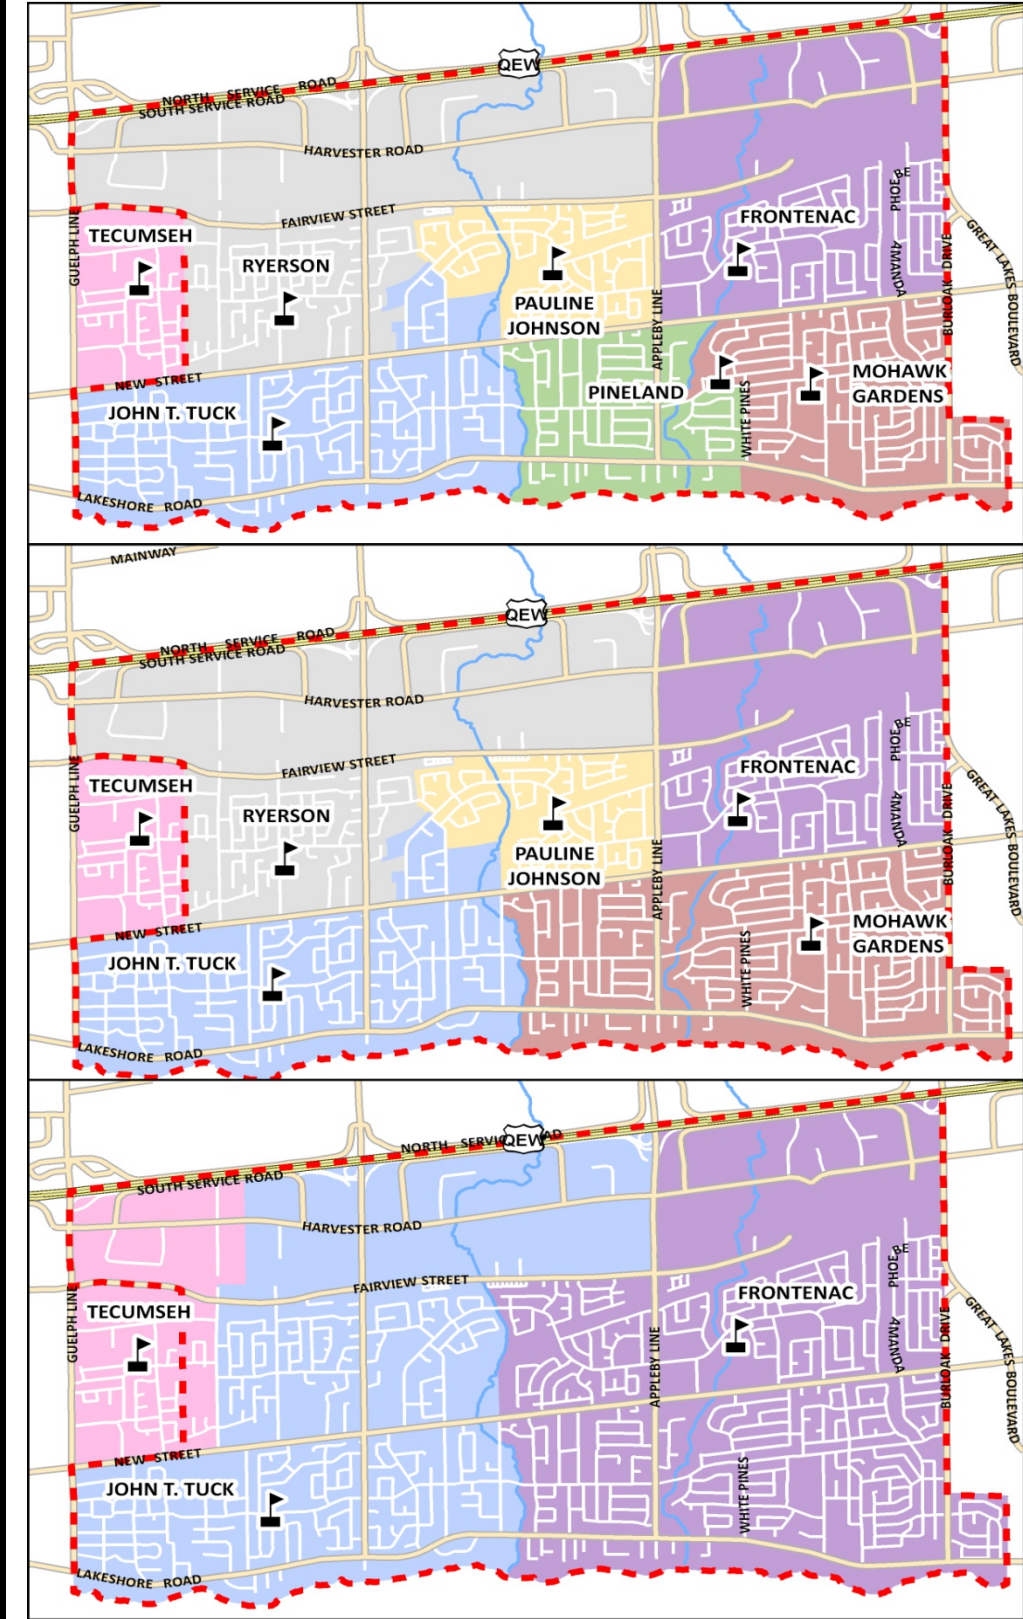 QEW
NORTH SERVICE ROAD
SOUTH SERVICE ROAD
HARVESTER ROAD
FAIRVIEW STREET
GUELPH LINE
TECUMSEH
RYERSON
PAULINE
JOHNSON
FRONTENAC
PHOEBE
AMANDA
BURLOAK DRIVE
GREAT LAKES BOULEVARD
APPLEBY LINE
NEW STREET
JOHN T. TUCK
PINELAND
WHITE PINES
MOHAWK
GARDENS
LAKESHORE ROAD
MAINWAY
QEW
NORTH SERVICE ROAD
SOUTH SERVICE ROAD
HARVESTER ROAD
FAIRVIEW STREET
GUELPH LINE
TECUMSEH
RYERSON
PAULINE
JOHNSON
FRONTENAC
PHOEBE
AMANDA
BURLOAK DRIVE
GREAT LAKES BOULEVARD
APPLEBY LINE
NEW STREET
JOHN T. TUCK
WHITE PINES
MOHAWK
GARDENS
LAKESHORE ROAD
QEW
NORTH SERVICE ROAD
SOUTH SERVICE ROAD
HARVESTER ROAD
FAIRVIEW STREET
GUELPH LINE
TECUMSEH
FRONTENAC
PHOEBE
AMANDA
BURLOAK DRIVE
GREAT LAKES BOULEVARD
APPLEBY LINE
NEW STREET
JOHN T. TUCK
WHITE PINES
LAKESHORE ROAD